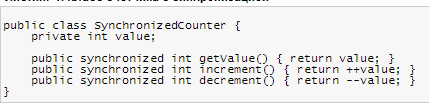 public class SynchronizedCounter {
    private int value;

    public synchronized int getValue() { return value; }
    public synchronized int increment() { return ++value; }
    public synchronized int decrement() { return --value; }
}